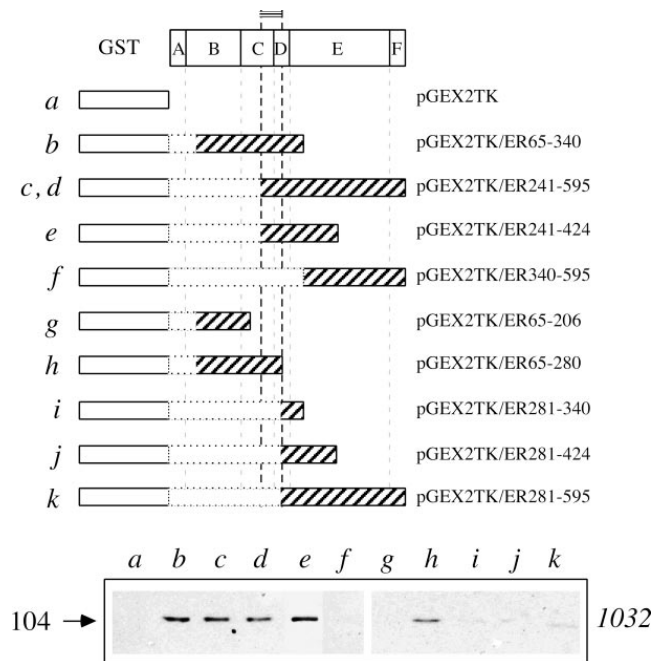 GST A B C D E F
a pGEX2TK
b pGEX2TK/ER65-340
c, d pGEX2TK/ER241-595
e pGEX2TK/ER241-424
f pGEX2TK/ER340-595
g pGEX2TK/ER65-206
h pGEX2TK/ER65-280
i pGEX2TK/ER281-340
j pGEX2TK/ER281-424
k pGEX2TK/ER281-595
a b c d e f g h i j k
104 1032